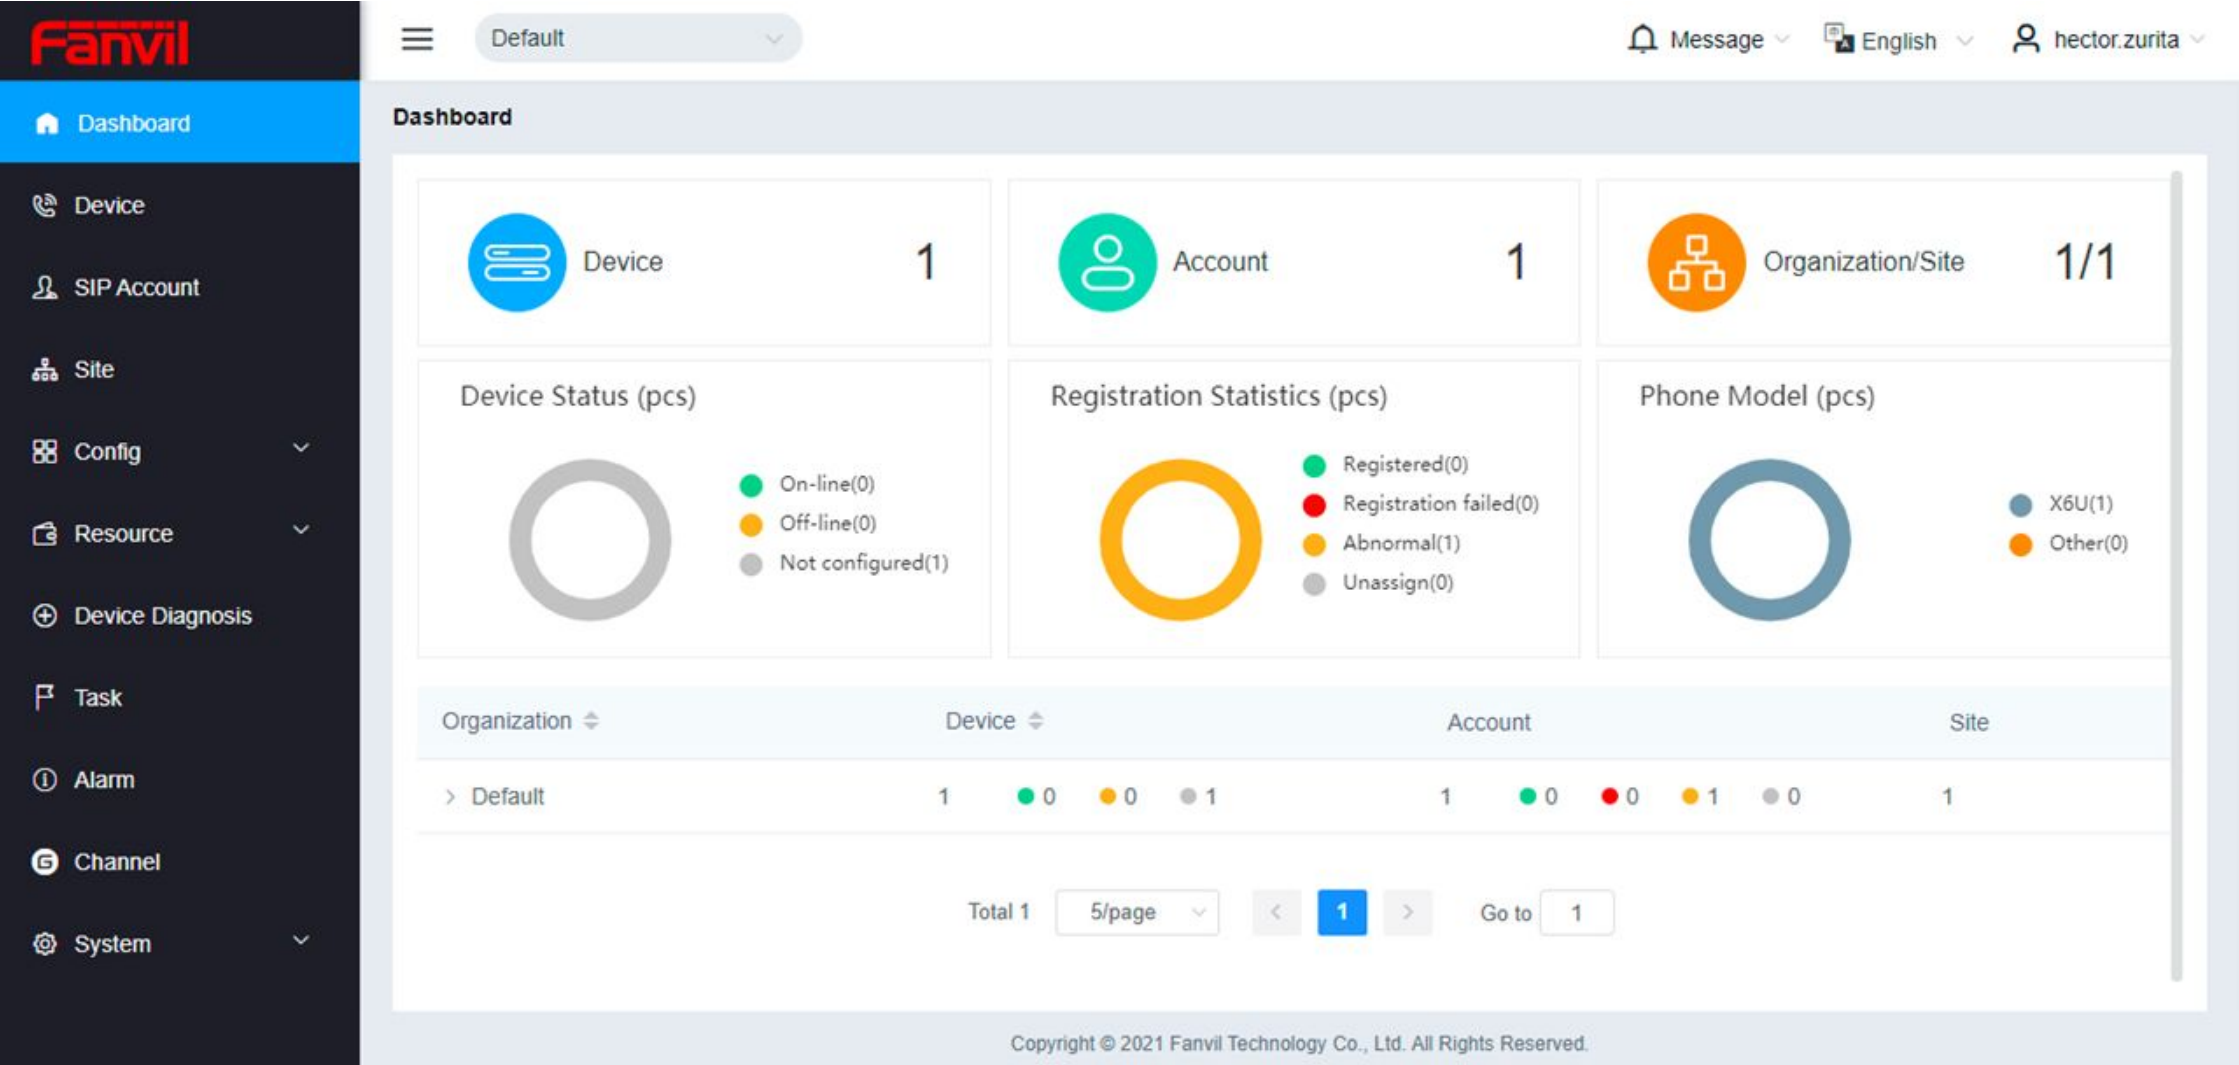 Fanvil
Default
Message
English
hector.zurita
Dashboard
Device
SIP Account
Site
Config
Resource
Device Diagnosis
Task
Alarm
Channel
System
Dashboard
Device 1
Account 1
Organization/Site 1/1
Device Status (pcs)
On-line(0)
Off-line(0)
Not configured(1)
Registration Statistics (pcs)
Registered(0)
Registration failed(0)
Abnormal(1)
Unassign(0)
Phone Model (pcs)
X6U(1)
Other(0)
Organization Device Account Site
> Default 1 0 0 1 1 0 0 1 0 1
Total 1 5/page < 1 > Go to 1
Copyright © 2021 Fanvil Technology Co., Ltd. All Rights Reserved.